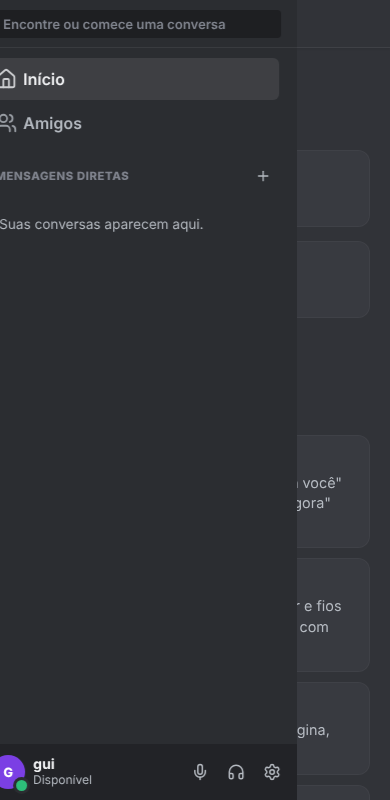 Encontre ou comece uma conversa
Início
Amigos
MENSAGENS DIRETAS
Suas conversas aparecem aqui.
você"
gora"
r e fios
com
gina,
G
gui
Disponível